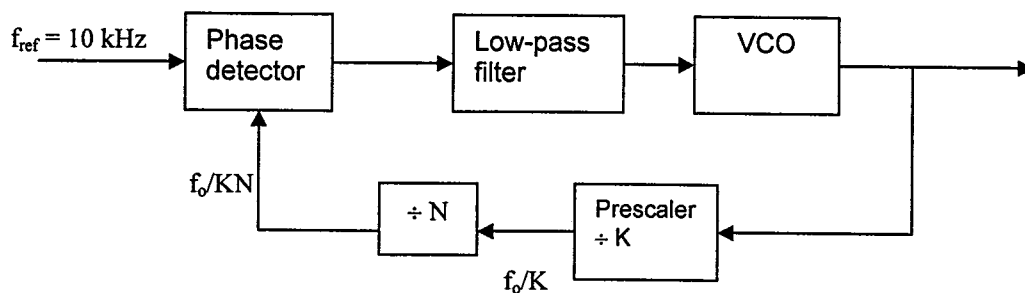 f_ref = 10 kHz
Phase
detector
Low-pass
filter
VCO
f_o/KN
÷ N
Prescaler
÷ K
f_o/K